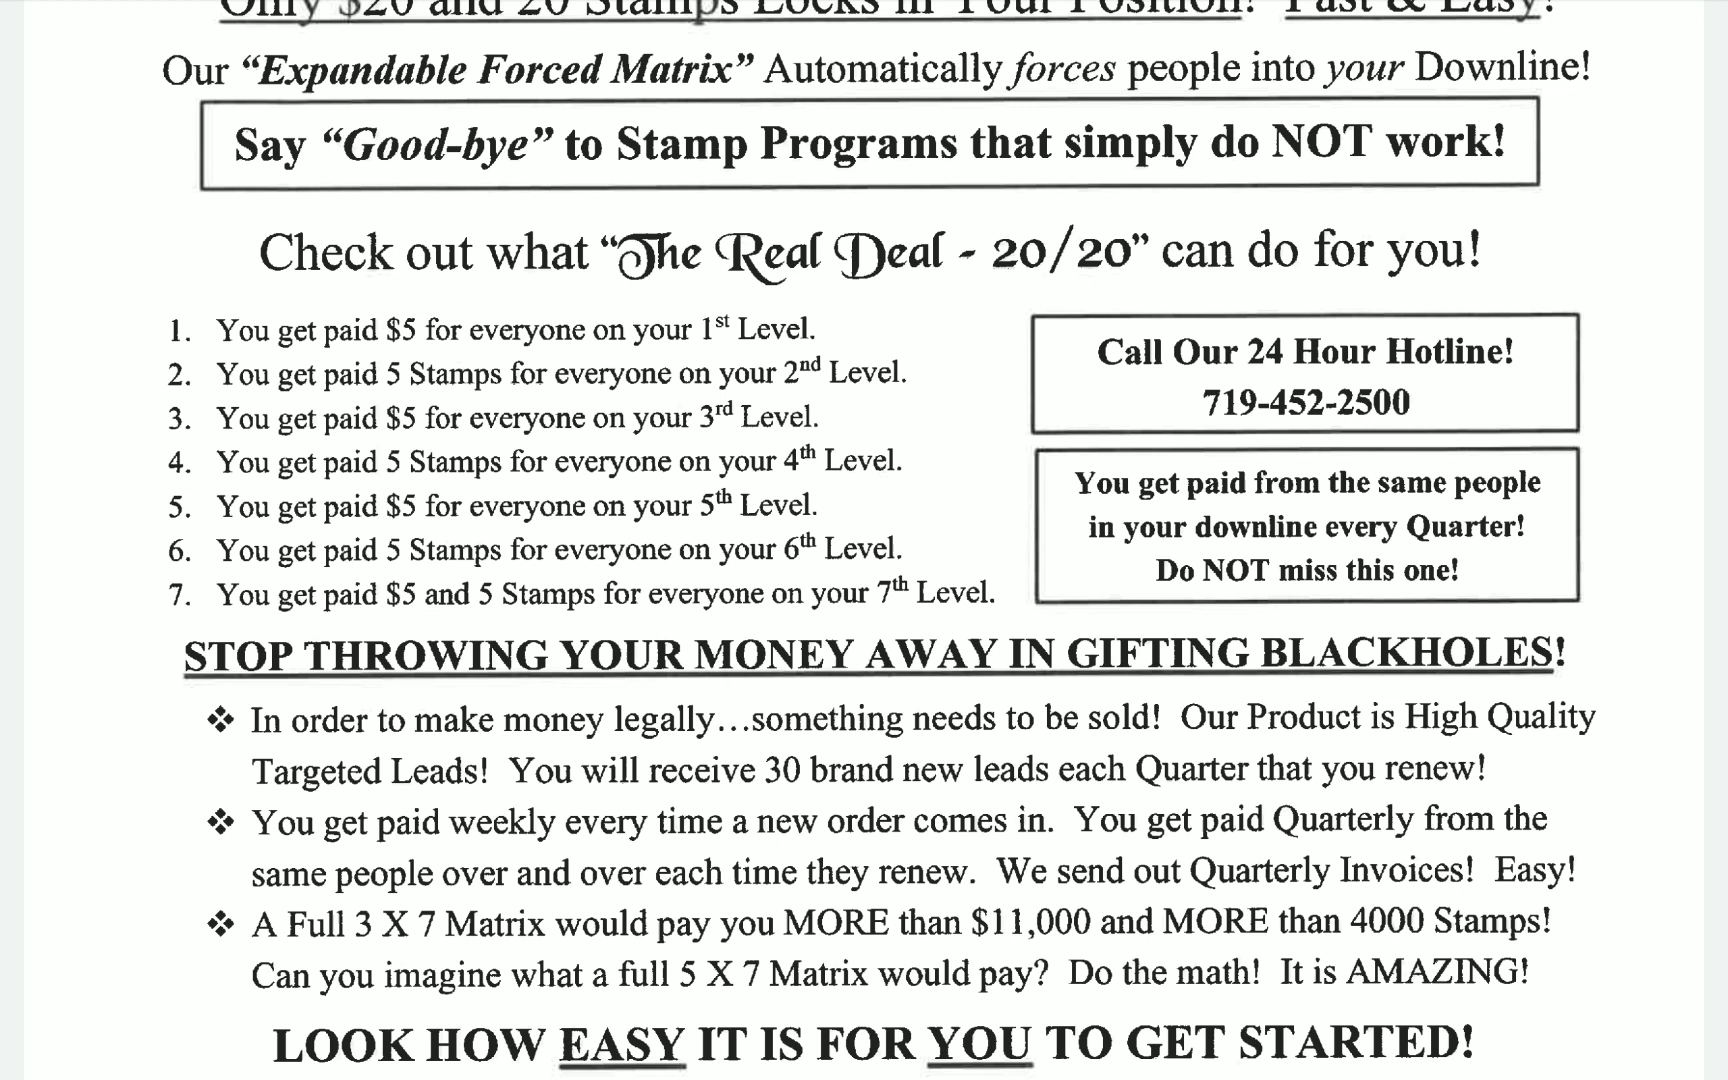 Only $20 and 20 Stamps Locks in Your Position! Fast & Easy!
Our “Expandable Forced Matrix” Automatically forces people into your Downline!
Say “Good-bye” to Stamp Programs that simply do NOT work!
Check out what “The Real Deal - 20/20” can do for you!
1. You get paid $5 for everyone on your 1st Level.
2. You get paid 5 Stamps for everyone on your 2nd Level.
3. You get paid $5 for everyone on your 3rd Level.
4. You get paid 5 Stamps for everyone on your 4th Level.
5. You get paid $5 for everyone on your 5th Level.
6. You get paid 5 Stamps for everyone on your 6th Level.
7. You get paid $5 and 5 Stamps for everyone on your 7th Level.
Call Our 24 Hour Hotline!
719-452-2500
You get paid from the same people
in your downline every Quarter!
Do NOT miss this one!
STOP THROWING YOUR MONEY AWAY IN GIFTING BLACKHOLES!
❖ In order to make money legally…something needs to be sold! Our Product is High Quality
Targeted Leads! You will receive 30 brand new leads each Quarter that you renew!
❖ You get paid weekly every time a new order comes in. You get paid Quarterly from the
same people over and over each time they renew. We send out Quarterly Invoices! Easy!
❖ A Full 3 X 7 Matrix would pay you MORE than $11,000 and MORE than 4000 Stamps!
Can you imagine what a full 5 X 7 Matrix would pay? Do the math! It is AMAZING!
LOOK HOW EASY IT IS FOR YOU TO GET STARTED!